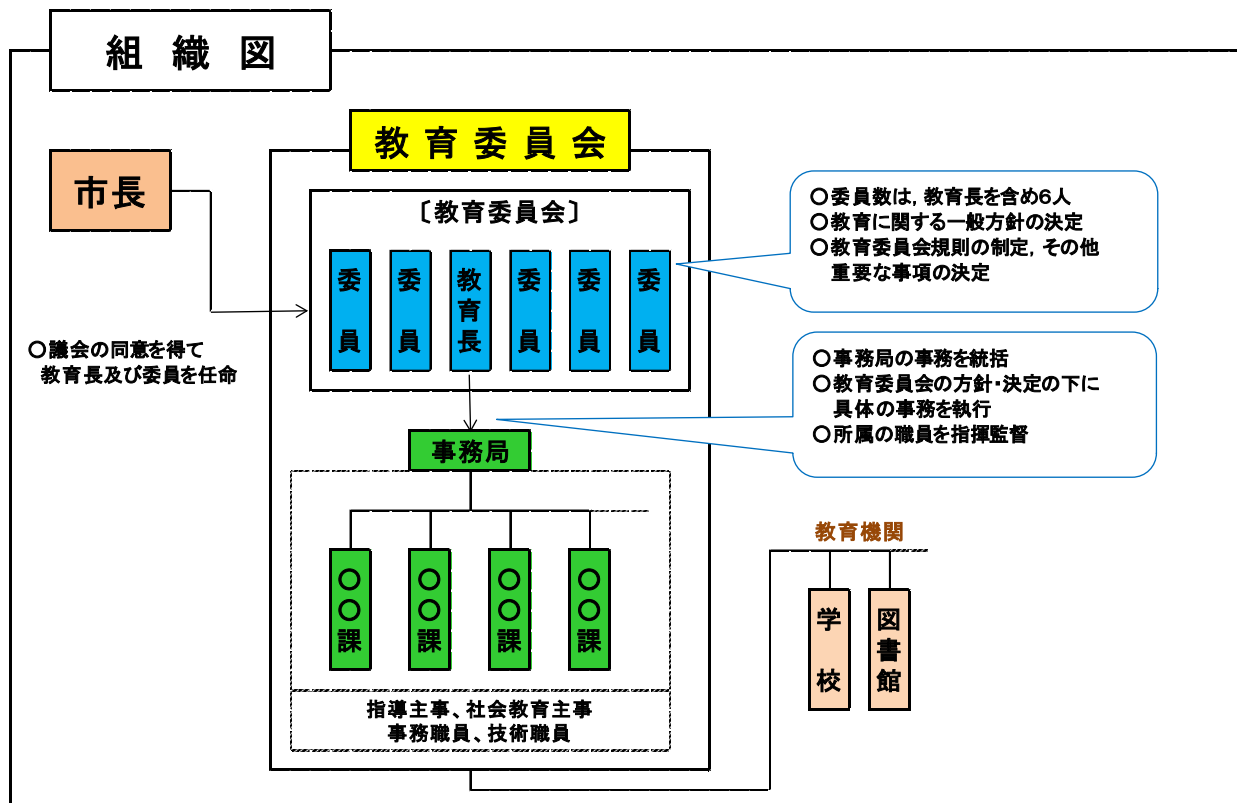 組織図
教育委員会
市長
〔教育委員会〕
委員
委員
教育長
委員
委員
委員
○委員数は，教育長を含め6人
○教育に関する一般方針の決定
○教育委員会規則の制定，その他
重要な事項の決定
○議会の同意を得て
教育長及び委員を任命
○事務局の事務を統括
○教育委員会の方針・決定の下に
具体の事務を執行
○所属の職員を指揮監督
事務局
○○課
○○課
○○課
○○課
指導主事、社会教育主事
事務職員、技術職員
教育機関
学校
図書館